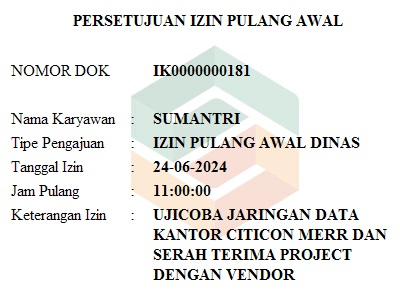 PERSETUJUAN IZIN PULANG AWAL
NOMOR DOK IK0000000181
Nama Karyawan : SUMANTRI
Tipe Pengajuan : IZIN PULANG AWAL DINAS
Tanggal Izin : 24-06-2024
Jam Pulang : 11:00:00
Keterangan Izin : UJICOBA JARINGAN DATA
KANTOR CITICON MERR DAN
SERAH TERIMA PROJECT
DENGAN VENDOR